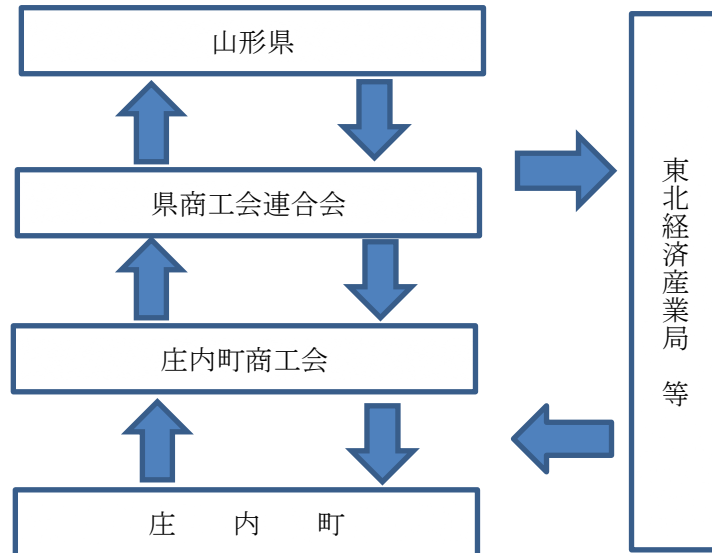 山形県
県商工会連合会
庄内町商工会
庄　内　町
東北経済産業局　等